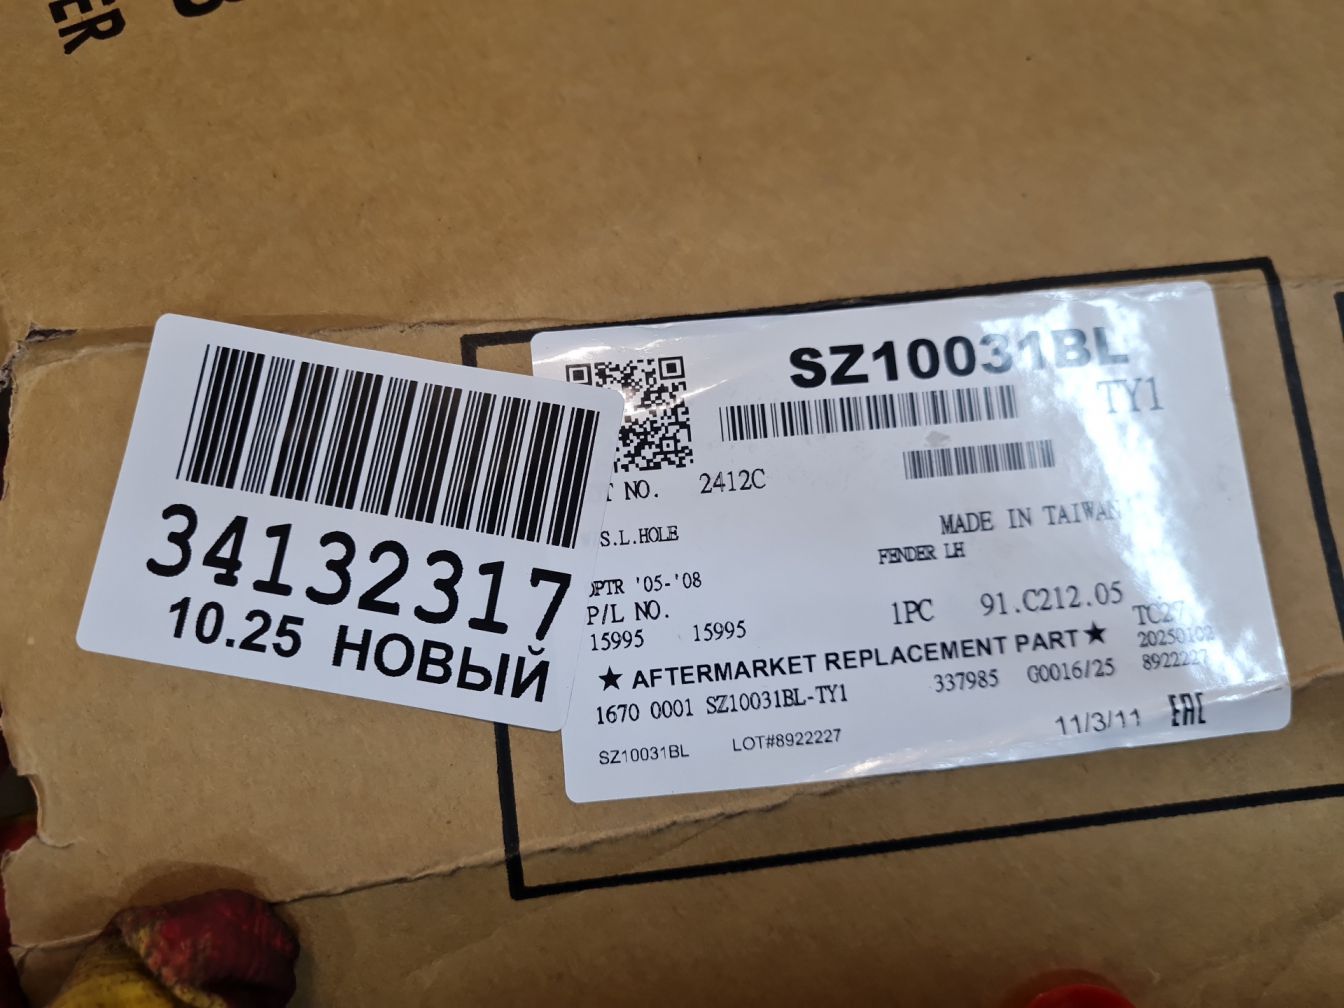 34132317
10.25 НОВЫЙ
SZ10031BL
TY1
NO. 2412C
S.L.HOLE
MADE IN TAIWAN
FENDER LH
'05-'08
P/L NO.
1PC 91.C212.05
15995 15995
★ AFTERMARKET REPLACEMENT PART ★
20250102
1670 0001 SZ10031BL-TY1 337985 G0016/25 8922227
SZ10031BL LOT#8922227 11/3/11 EAC